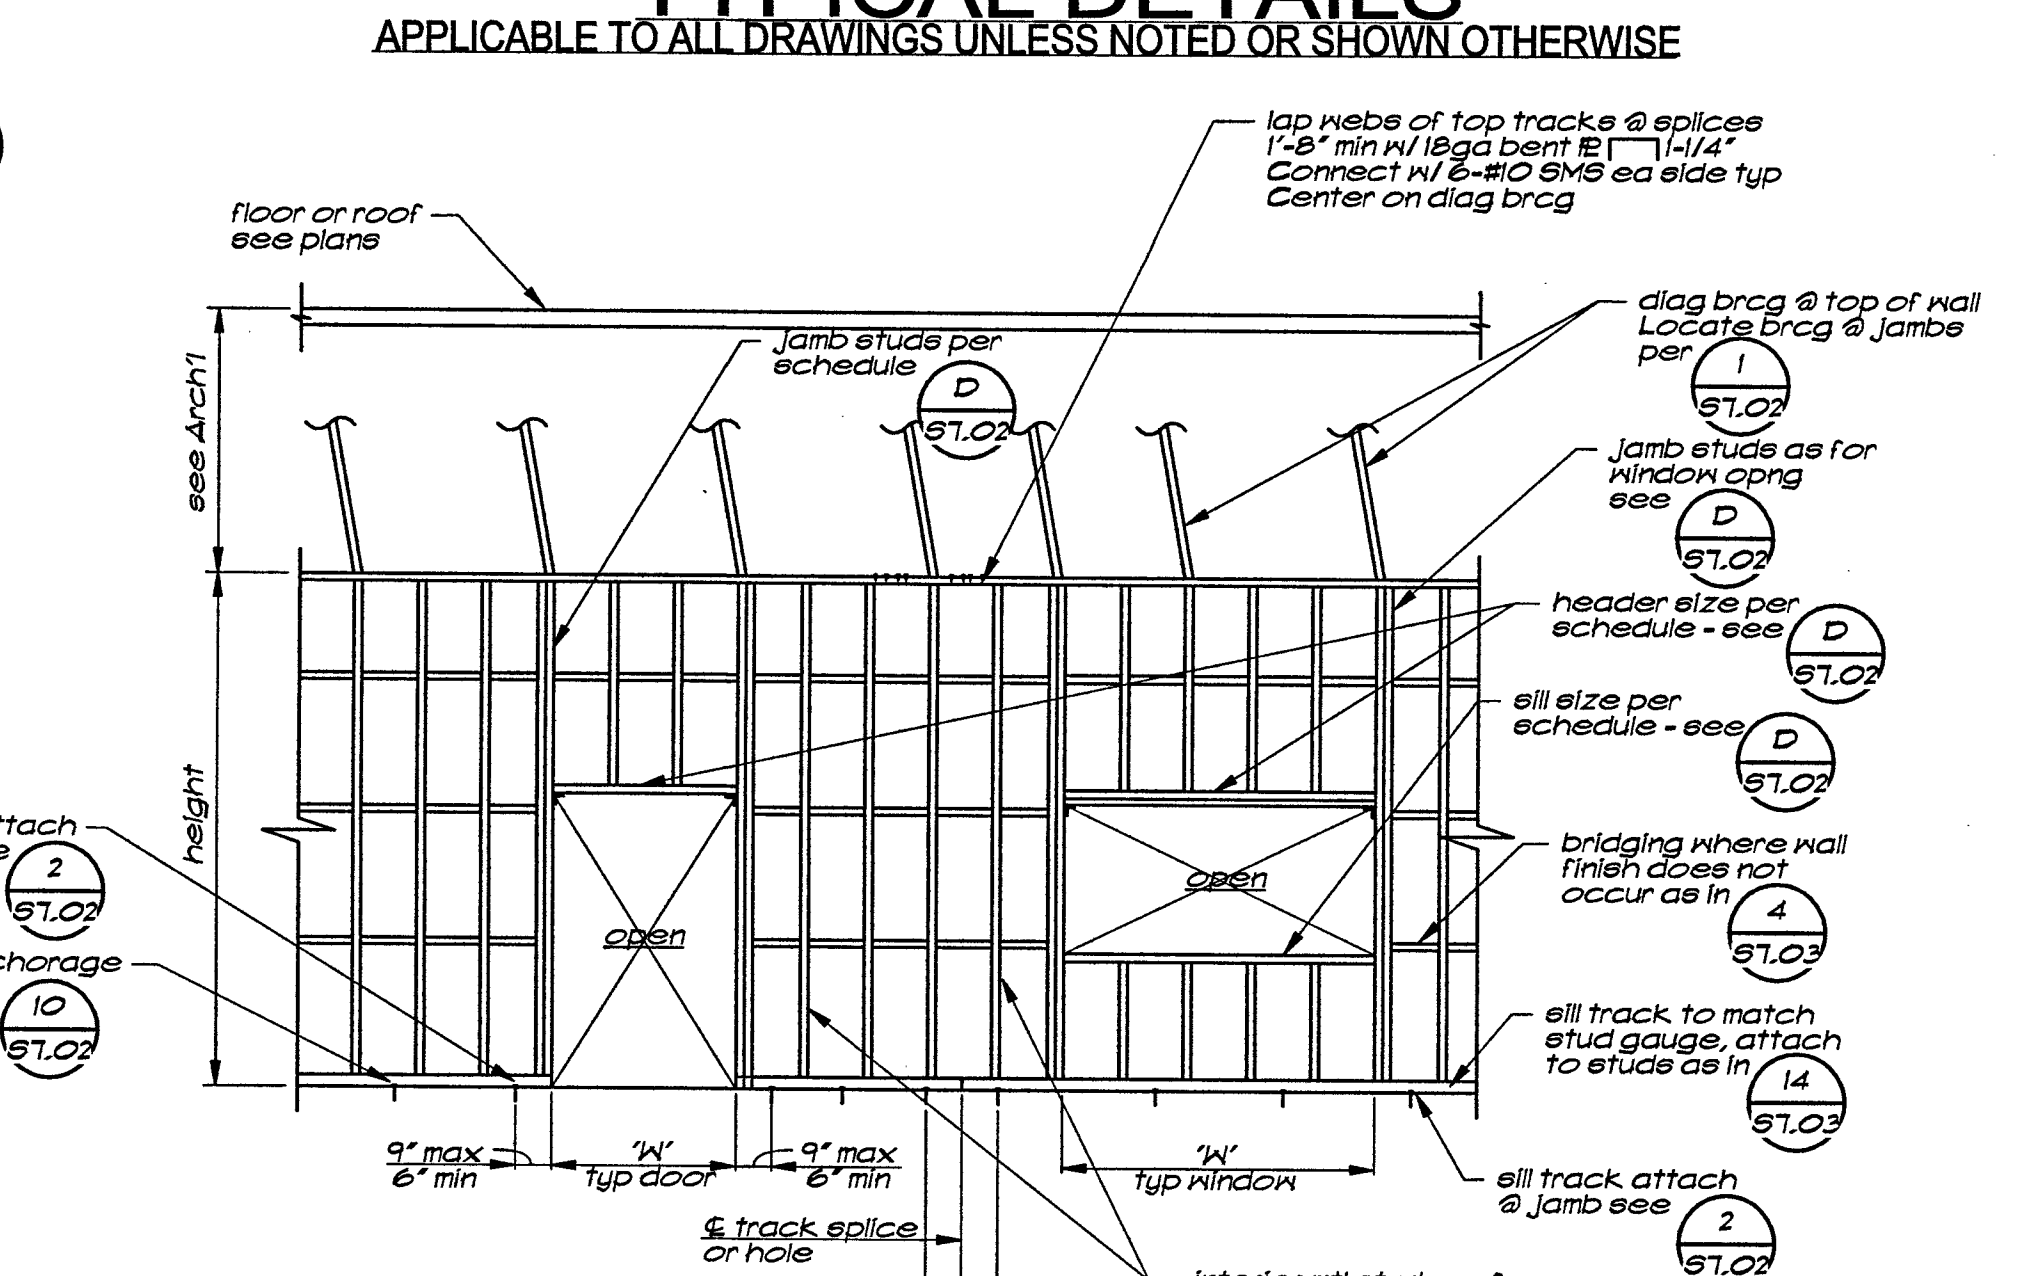 TYPICAL DETAILS
APPLICABLE TO ALL DRAWINGS UNLESS NOTED OR SHOWN OTHERWISE
lap webs of top tracks @ splices
1'-8" min w/ 18ga bent PL 1-1/4"
Connect w/ 6-#10 SMS ea side typ
Center on diag brcg
floor or roof
see plans
diag brcg @ top of wall
Locate brcg @ jambs
per
1
S7.02
jamb studs per
schedule
D
S7.02
see Arch'l
jamb studs as for
window opng
see
D
S7.02
header size per
schedule - see
D
S7.02
sill size per
schedule - see
D
S7.02
height
ttach
e
2
S7.02
open
open
bridging where wall
finish does not
occur as in
4
S7.03
chorage
10
S7.02
sill track to match
stud gauge, attach
to studs as in
14
S7.03
9" max
6" min
'W'
typ door
9" max
6" min
'W'
typ window
sill track attach
@ jamb see
2
S7.02
℄ track splice
or hole